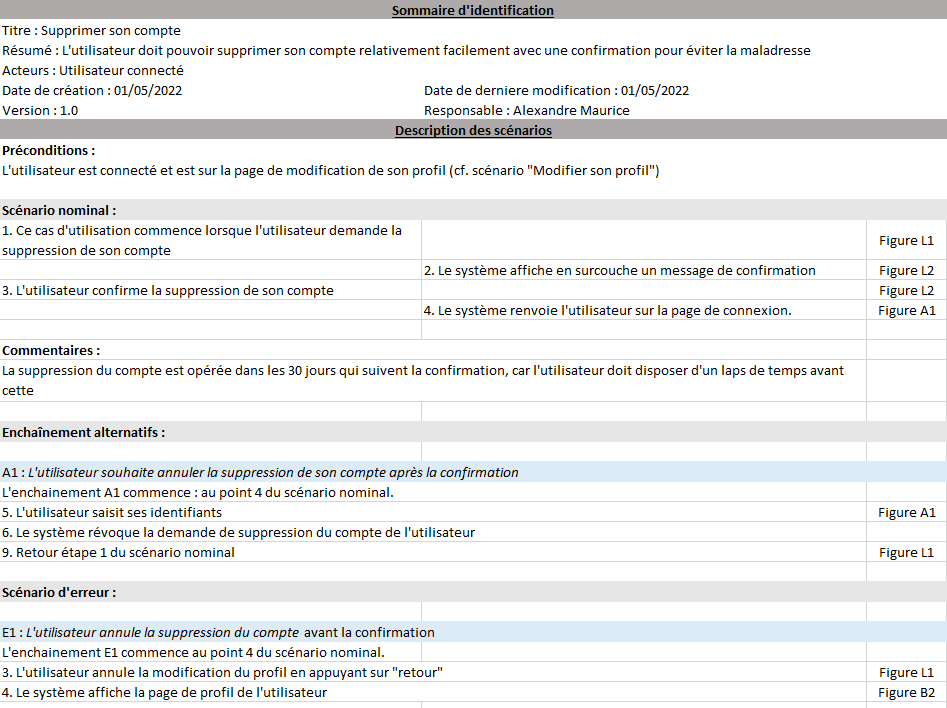 Sommaire d'identification
Titre : Supprimer son compte
Résumé : L'utilisateur doit pouvoir supprimer son compte relativement facilement avec une confirmation pour éviter la maladresse
Acteurs : Utilisateur connecté
Date de création : 01/05/2022 Date de derniere modification : 01/05/2022
Version : 1.0 Responsable : Alexandre Maurice
Description des scénarios
Préconditions :
L'utilisateur est connecté et est sur la page de modification de son profil (cf. scénario "Modifier son profil")
Scénario nominal :
1. Ce cas d'utilisation commence lorsque l'utilisateur demande la
suppression de son compte
Figure L1
2. Le système affiche en surcouche un message de confirmation Figure L2
3. L'utilisateur confirme la suppression de son compte Figure L2
4. Le système renvoie l'utilisateur sur la page de connexion. Figure A1
Commentaires :
La suppression du compte est opérée dans les 30 jours qui suivent la confirmation, car l'utilisateur doit disposer d'un laps de temps avant
cette
Enchaînement alternatifs :
A1 : L'utilisateur souhaite annuler la suppression de son compte après la confirmation
L'enchainement A1 commence : au point 4 du scénario nominal.
5. L'utilisateur saisit ses identifiants Figure A1
6. Le système révoque la demande de suppression du compte de l'utilisateur
9. Retour étape 1 du scénario nominal Figure L1
Scénario d'erreur :
E1 : L'utilisateur annule la suppression du compte avant la confirmation
L'enchainement E1 commence au point 4 du scénario nominal.
3. L'utilisateur annule la modification du profil en appuyant sur "retour" Figure L1
4. Le système affiche la page de profil de l'utilisateur Figure B2